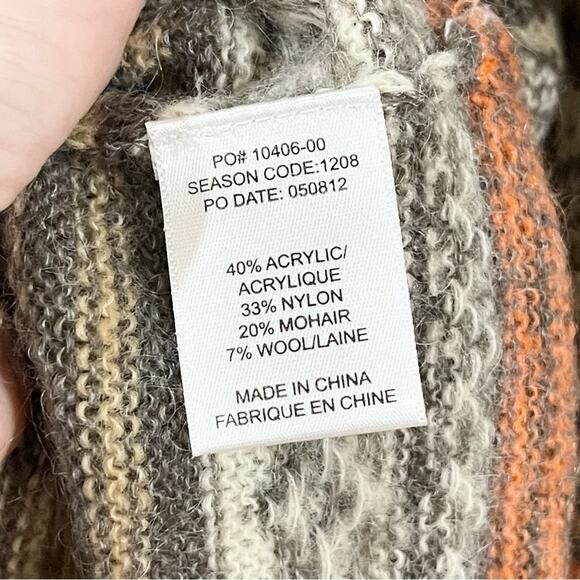 PO# 10406-00
SEASON CODE:1208
PO DATE: 050812
40% ACRYLIC/
ACRYLIQUE
33% NYLON
20% MOHAIR
7% WOOL/LAINE
MADE IN CHINA
FABRIQUE EN CHINE